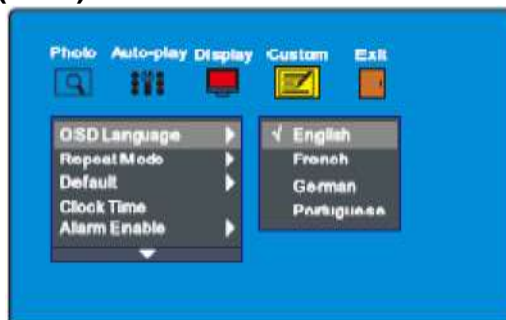 Photo Auto-play Display Custom Exit
OSD Language √ English
Repeat Mode French
Default German
Clock Time Portuguese
Alarm Enable